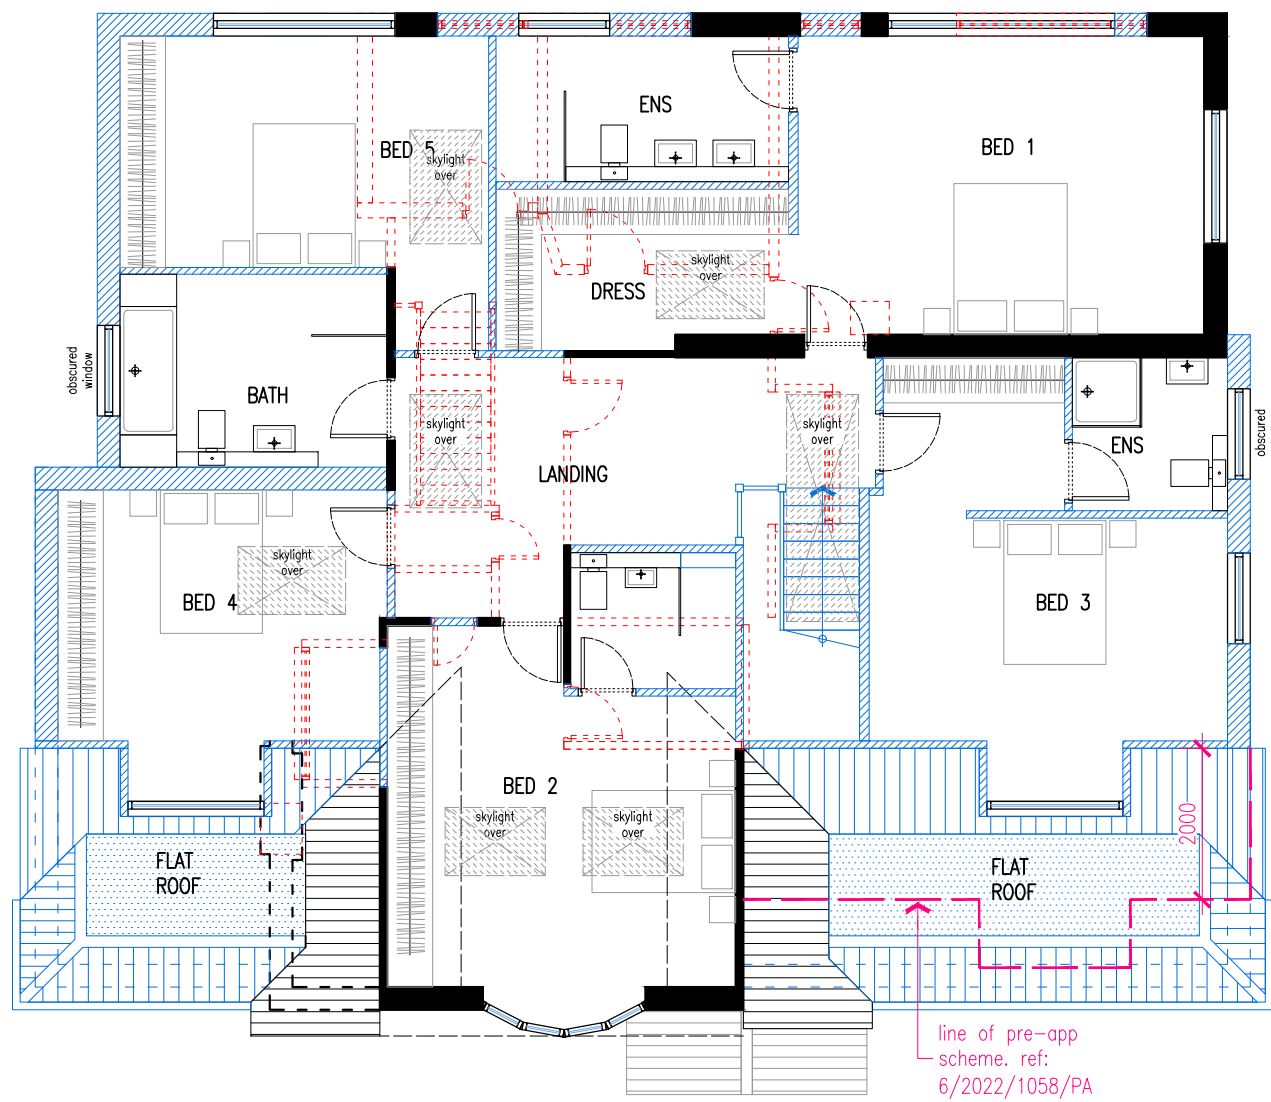 ENS
BED 1
BED 5
skylight
over
skylight
over
DRESS
obscured
window
BATH
skylight
over
skylight
over
ENS
obscured
LANDING
skylight
over
BED 4
BED 3
BED 2
skylight
over
skylight
over
2000
FLAT
ROOF
FLAT
ROOF
line of pre-app
scheme. ref:
6/2022/1058/PA